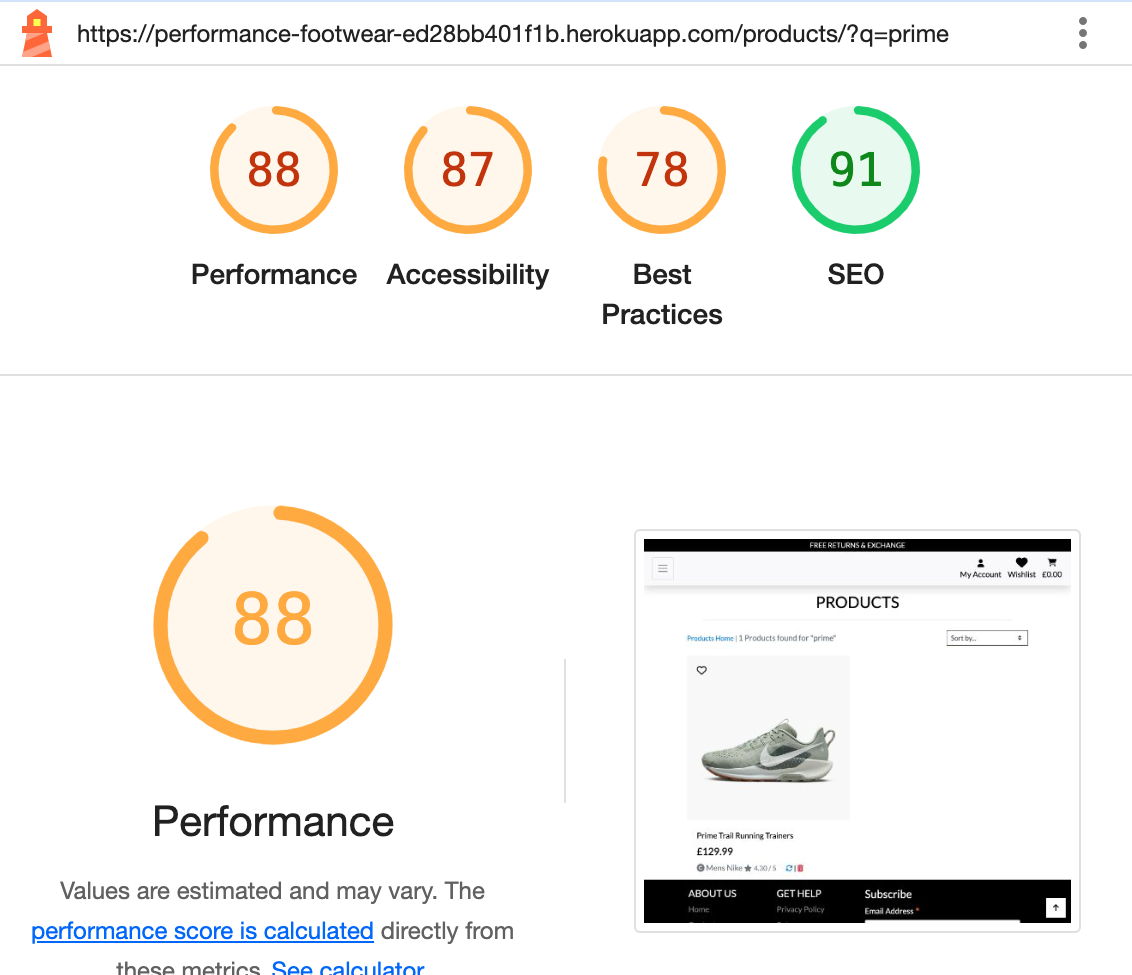 https://performance-footwear-ed28bb401f1b.herokuapp.com/products/?q=prime
88
87
78
91
Performance
Accessibility
Best
Practices
SEO
88
Performance
Values are estimated and may vary. The
performance score is calculated directly from
these metrics. See calculator.
FREE RETURNS & EXCHANGE
My Account Wishlist £0.00
PRODUCTS
Products Home | 1 Products found for "prime"
Sort by...
Prime Trail Running Trainers
£129.99
Mens Nike 4.30 / 5
ABOUT US GET HELP Subscribe
Home Privacy Policy Email Address *